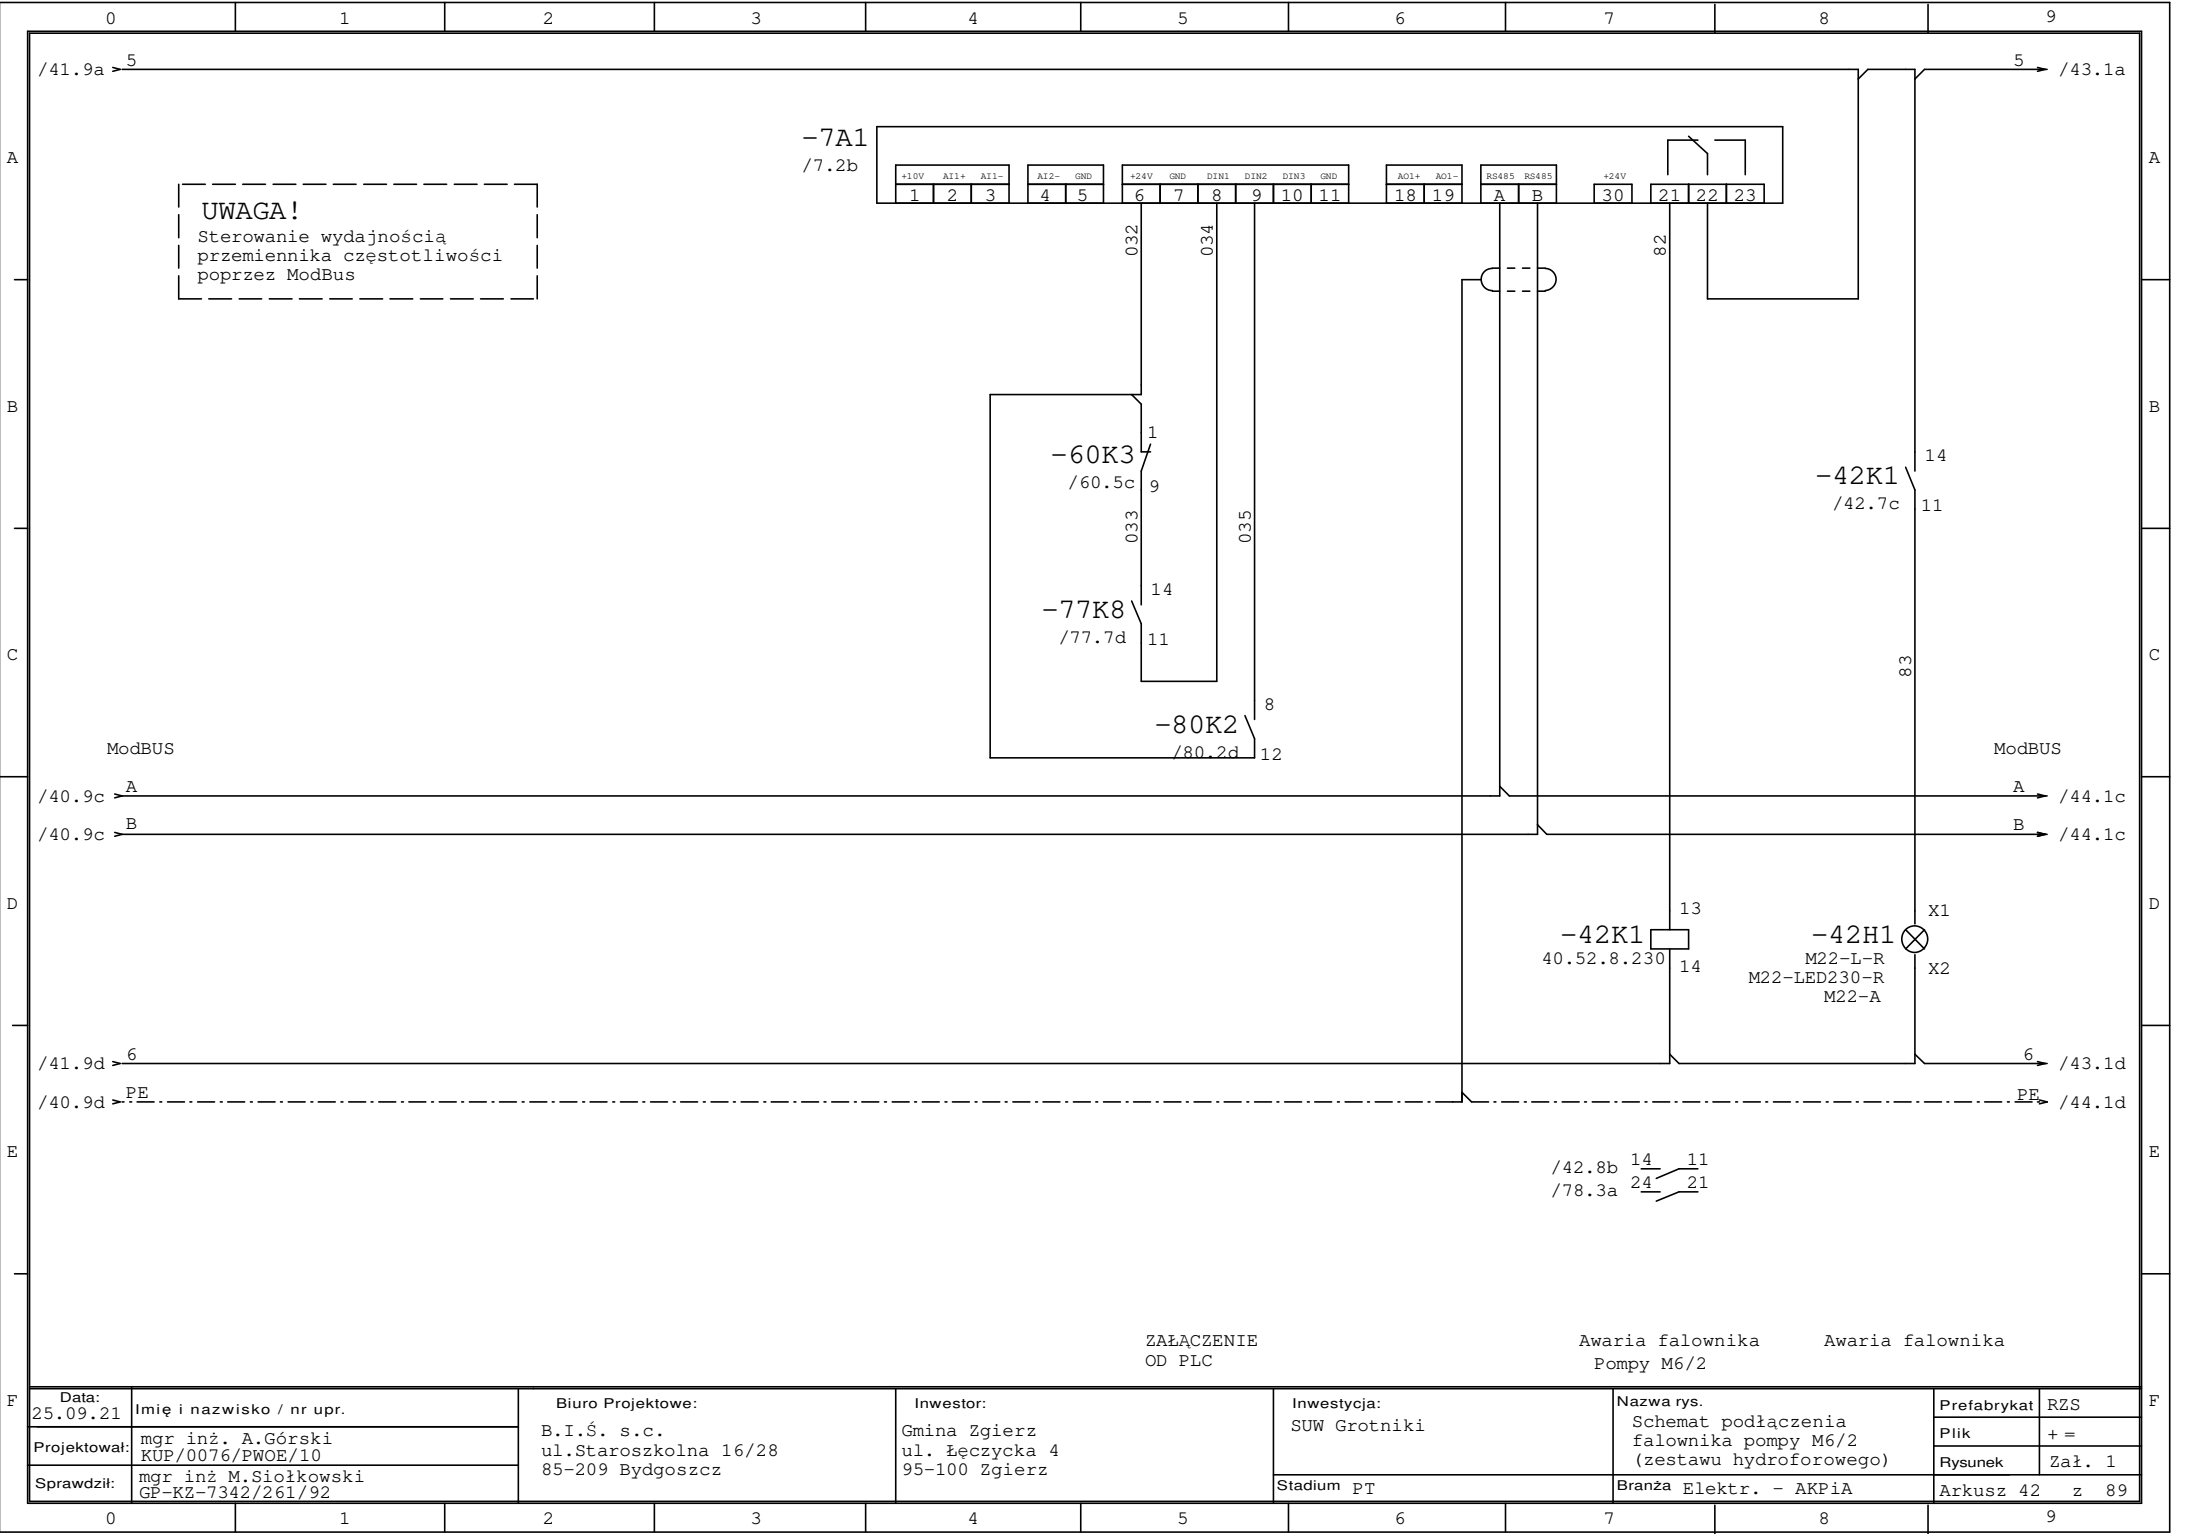 0 1 2 3 4 5 6 7 8 9
/41.9a 5 5 /43.1a
A A
-7A1
/7.2b
+10V AI1+ AI1- AI2- GND +24V GND DIN1 DIN2 DIN3 GND AO1+ AO1- RS485 RS485 +24V
1 2 3 4 5 6 7 8 9 10 11 18 19 A B 30 21 22 23
UWAGA!
Sterowanie wydajnością
przemiennika częstotliwości
poprzez ModBus
032 034 82
B B
1
-60K3
/60.5c 9
14
-42K1
/42.7c 11
033 035
14
-77K8
/77.7d 11
C C
83
8
-80K2
/80.2d 12
ModBUS ModBUS
/40.9c A A /44.1c
/40.9c B B /44.1c
D D
13 X1
-42K1 -42H1
40.52.8.230 14 M22-L-R X2
M22-LED230-R
M22-A
/41.9d 6 6 /43.1d
/40.9d PE PE /44.1d
E E
/42.8b 14 11
/78.3a 24 21
ZAŁĄCZENIE
OD PLC
Awaria falownika
Pompy M6/2
Awaria falownika
F F
Data:
25.09.21
Imię i nazwisko / nr upr.
Projektował:
mgr inż. A.Górski
KUP/0076/PWOE/10
Sprawdził:
mgr inż M.Siołkowski
GP-KZ-7342/261/92
Biuro Projektowe:
B.I.Ś. s.c.
ul.Staroszkolna 16/28
85-209 Bydgoszcz
Inwestor:
Gmina Zgierz
ul. Łęczycka 4
95-100 Zgierz
Inwestycja:
SUW Grotniki
Stadium PT
Nazwa rys.
Schemat podłączenia
falownika pompy M6/2
(zestawu hydroforowego)
Branża Elektr. - AKPiA
Prefabrykat RZS
Plik + =
Rysunek Zał. 1
Arkusz 42 z 89
0 1 2 3 4 5 6 7 8 9